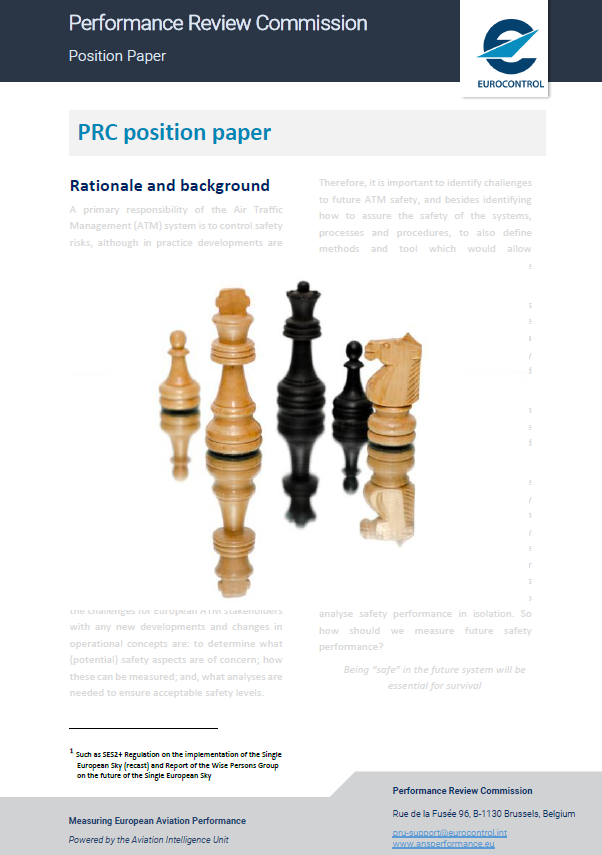 Performance Review Commission
Position Paper
EUROCONTROL
PRC position paper
Rationale and background
A primary responsibility of the Air Traffic
Management (ATM) system is to control safety
risks, although in practice developments are
the challenges for European ATM stakeholders
with any new developments and changes in
operational concepts are: to determine what
(potential) safety aspects are of concern; how
these can be measured; and, what analyses are
needed to ensure acceptable safety levels.
Therefore, it is important to identify challenges
to future ATM safety, and besides identifying
how to assure the safety of the systems,
processes and procedures, to also define
methods and tool which would allow
analyse safety performance in isolation. So
how should we measure future safety
performance?
Being “safe” in the future system will be
essential for survival
1 Such as SES2+ Regulation on the implementation of the Single
European Sky (recast) and Report of the Wise Persons Group
on the future of the Single European Sky
Measuring European Aviation Performance
Powered by the Aviation Intelligence Unit
Performance Review Commission
Rue de la Fusée 96, B-1130 Brussels, Belgium
pru-support@eurocontrol.int
www.ansperformance.eu